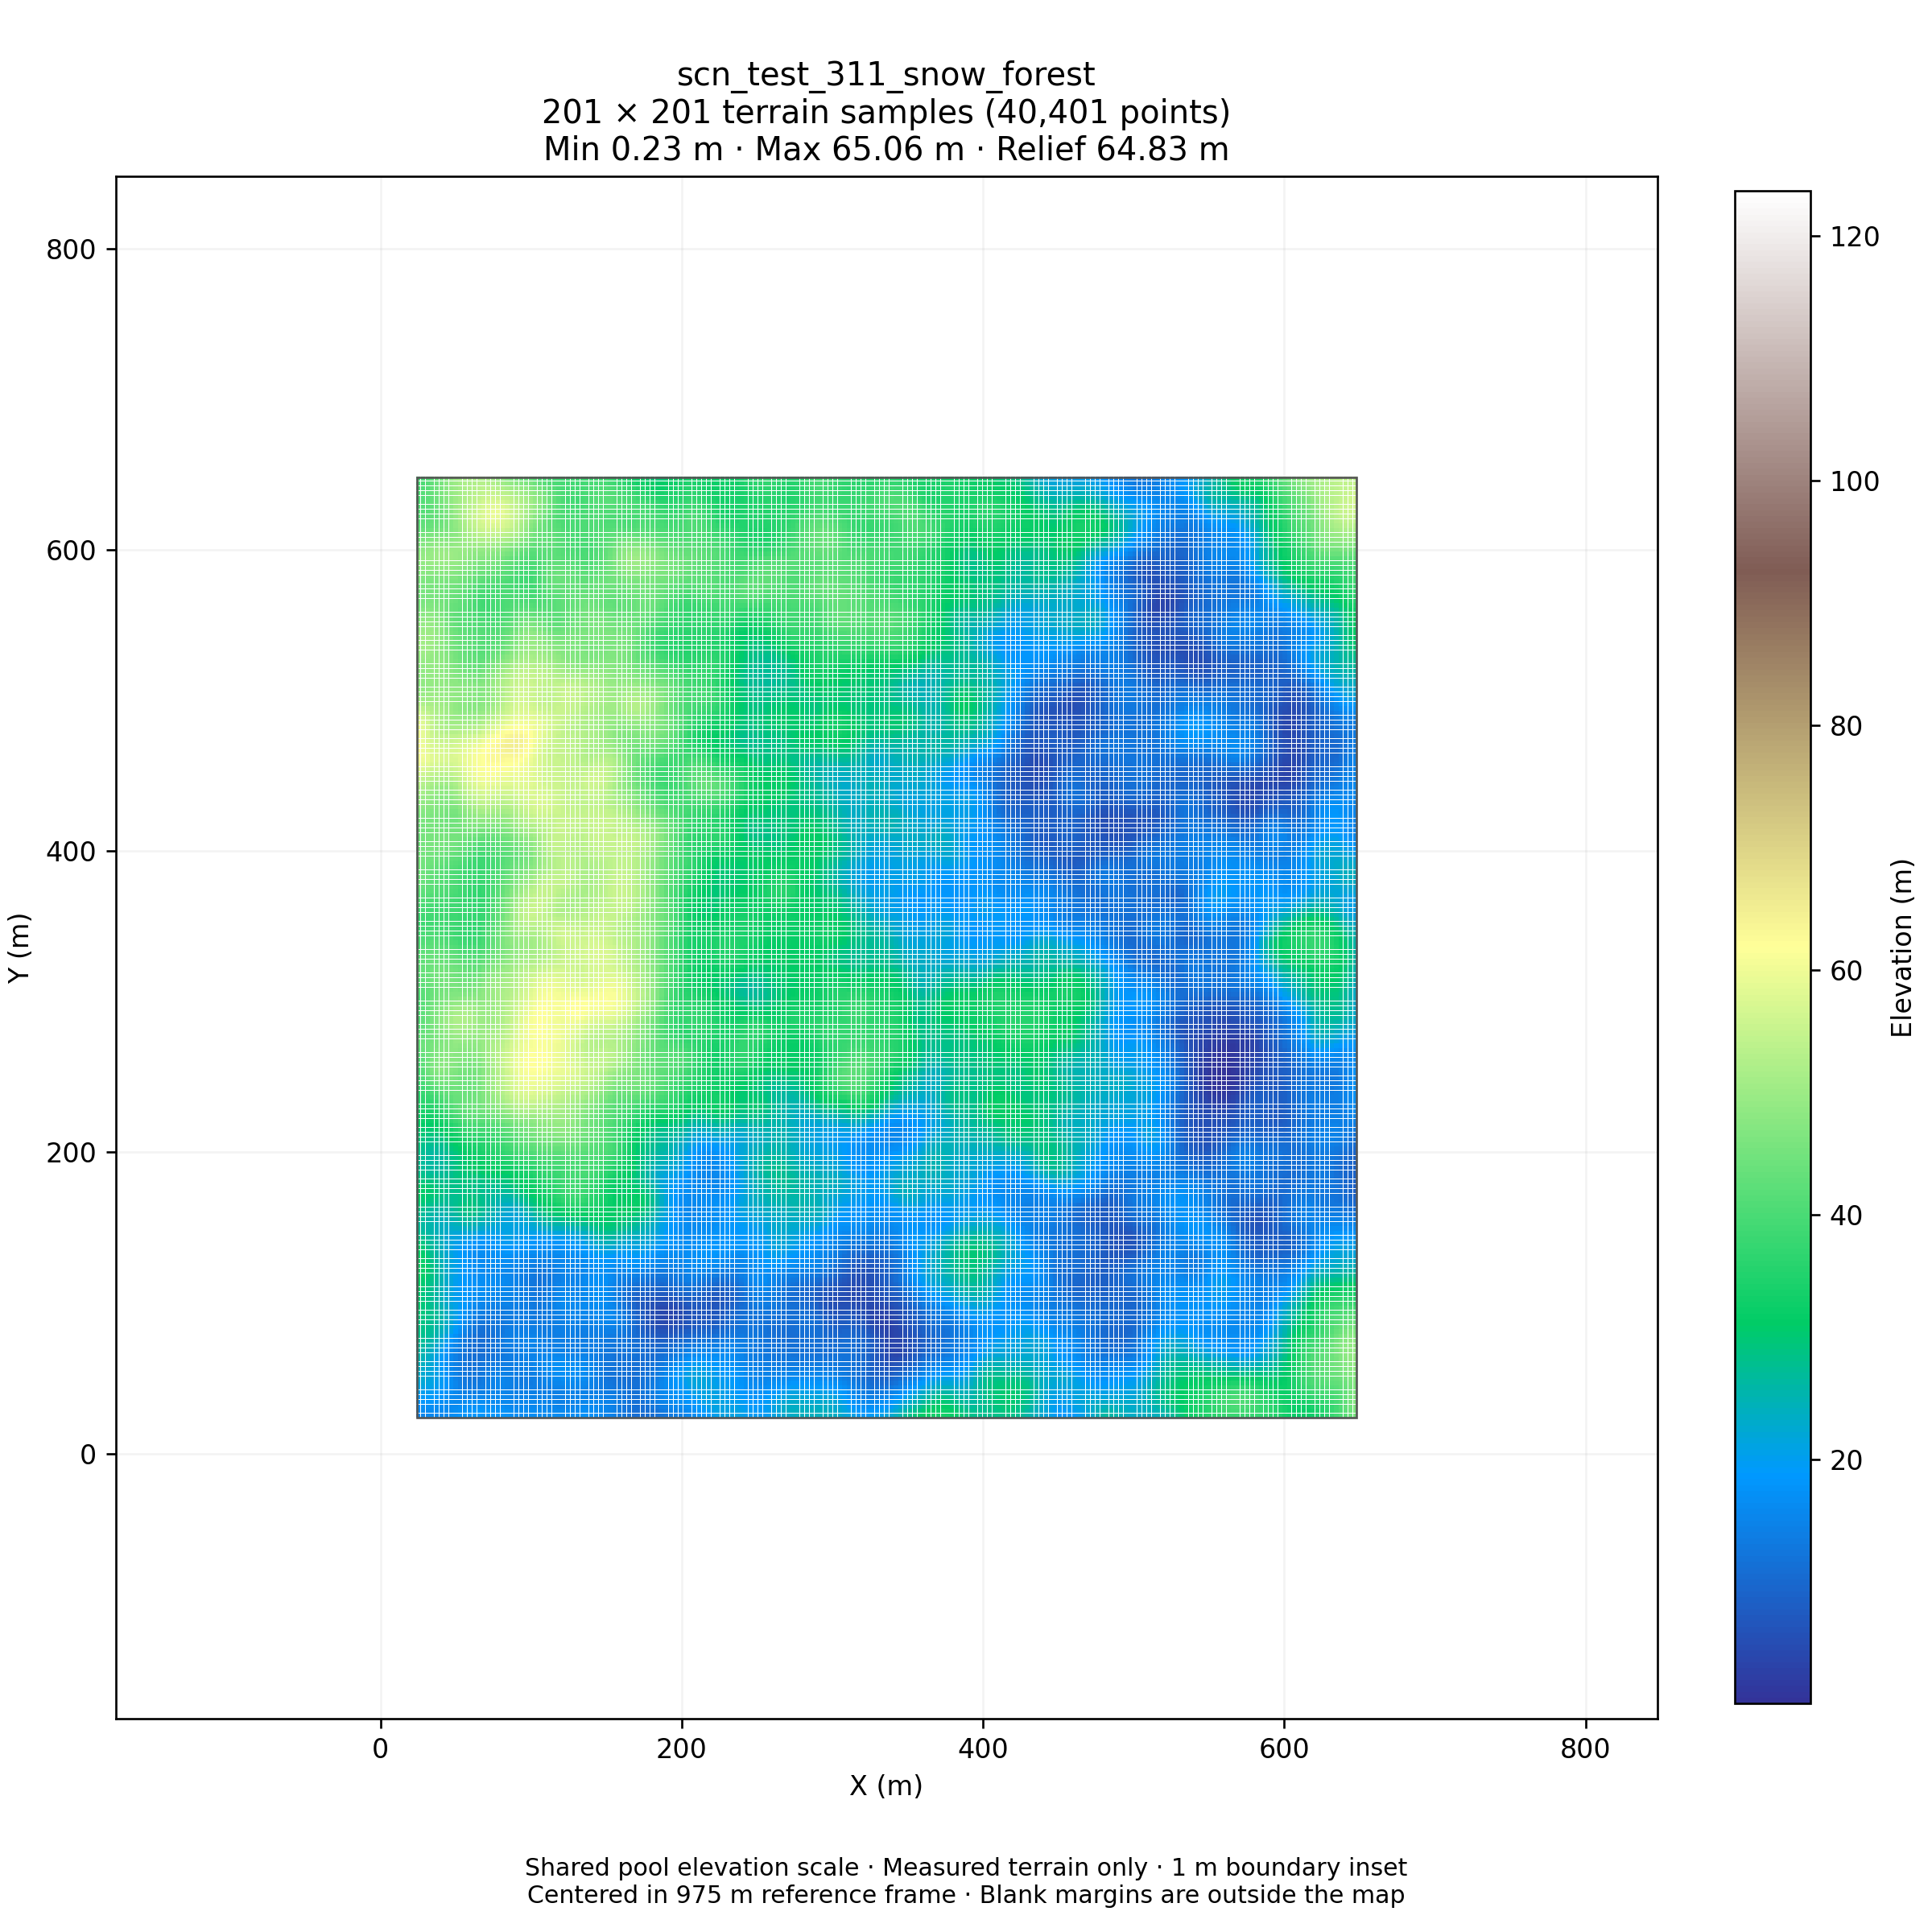 scn_test_311_snow_forest
201 × 201 terrain samples (40,401 points)
Min 0.23 m · Max 65.06 m · Relief 64.83 m
800
600
400
200
0
Y (m)
0
200
400
600
800
X (m)
120
100
80
60
40
20
Elevation (m)
Shared pool elevation scale · Measured terrain only · 1 m boundary inset
Centered in 975 m reference frame · Blank margins are outside the map